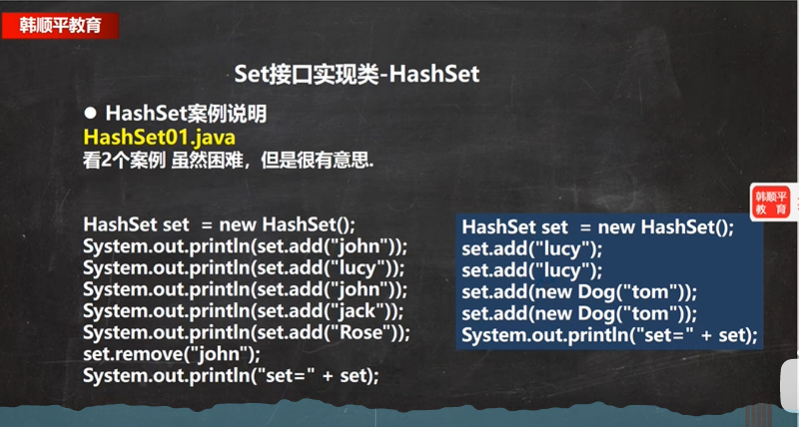 韩顺平教育
Set接口实现类-HashSet
● HashSet案例说明
HashSet01.java
看2个案例 虽然困难，但是很有意思.
HashSet set  = new HashSet();
System.out.println(set.add("john"));
System.out.println(set.add("lucy"));
System.out.println(set.add("john"));
System.out.println(set.add("jack"));
System.out.println(set.add("Rose"));
set.remove("john");
System.out.println("set=" + set);
HashSet set  = new HashSet();
set.add("lucy");
set.add("lucy");
set.add(new Dog("tom"));
set.add(new Dog("tom"));
System.out.println("set=" + set);
韩顺平
教 育